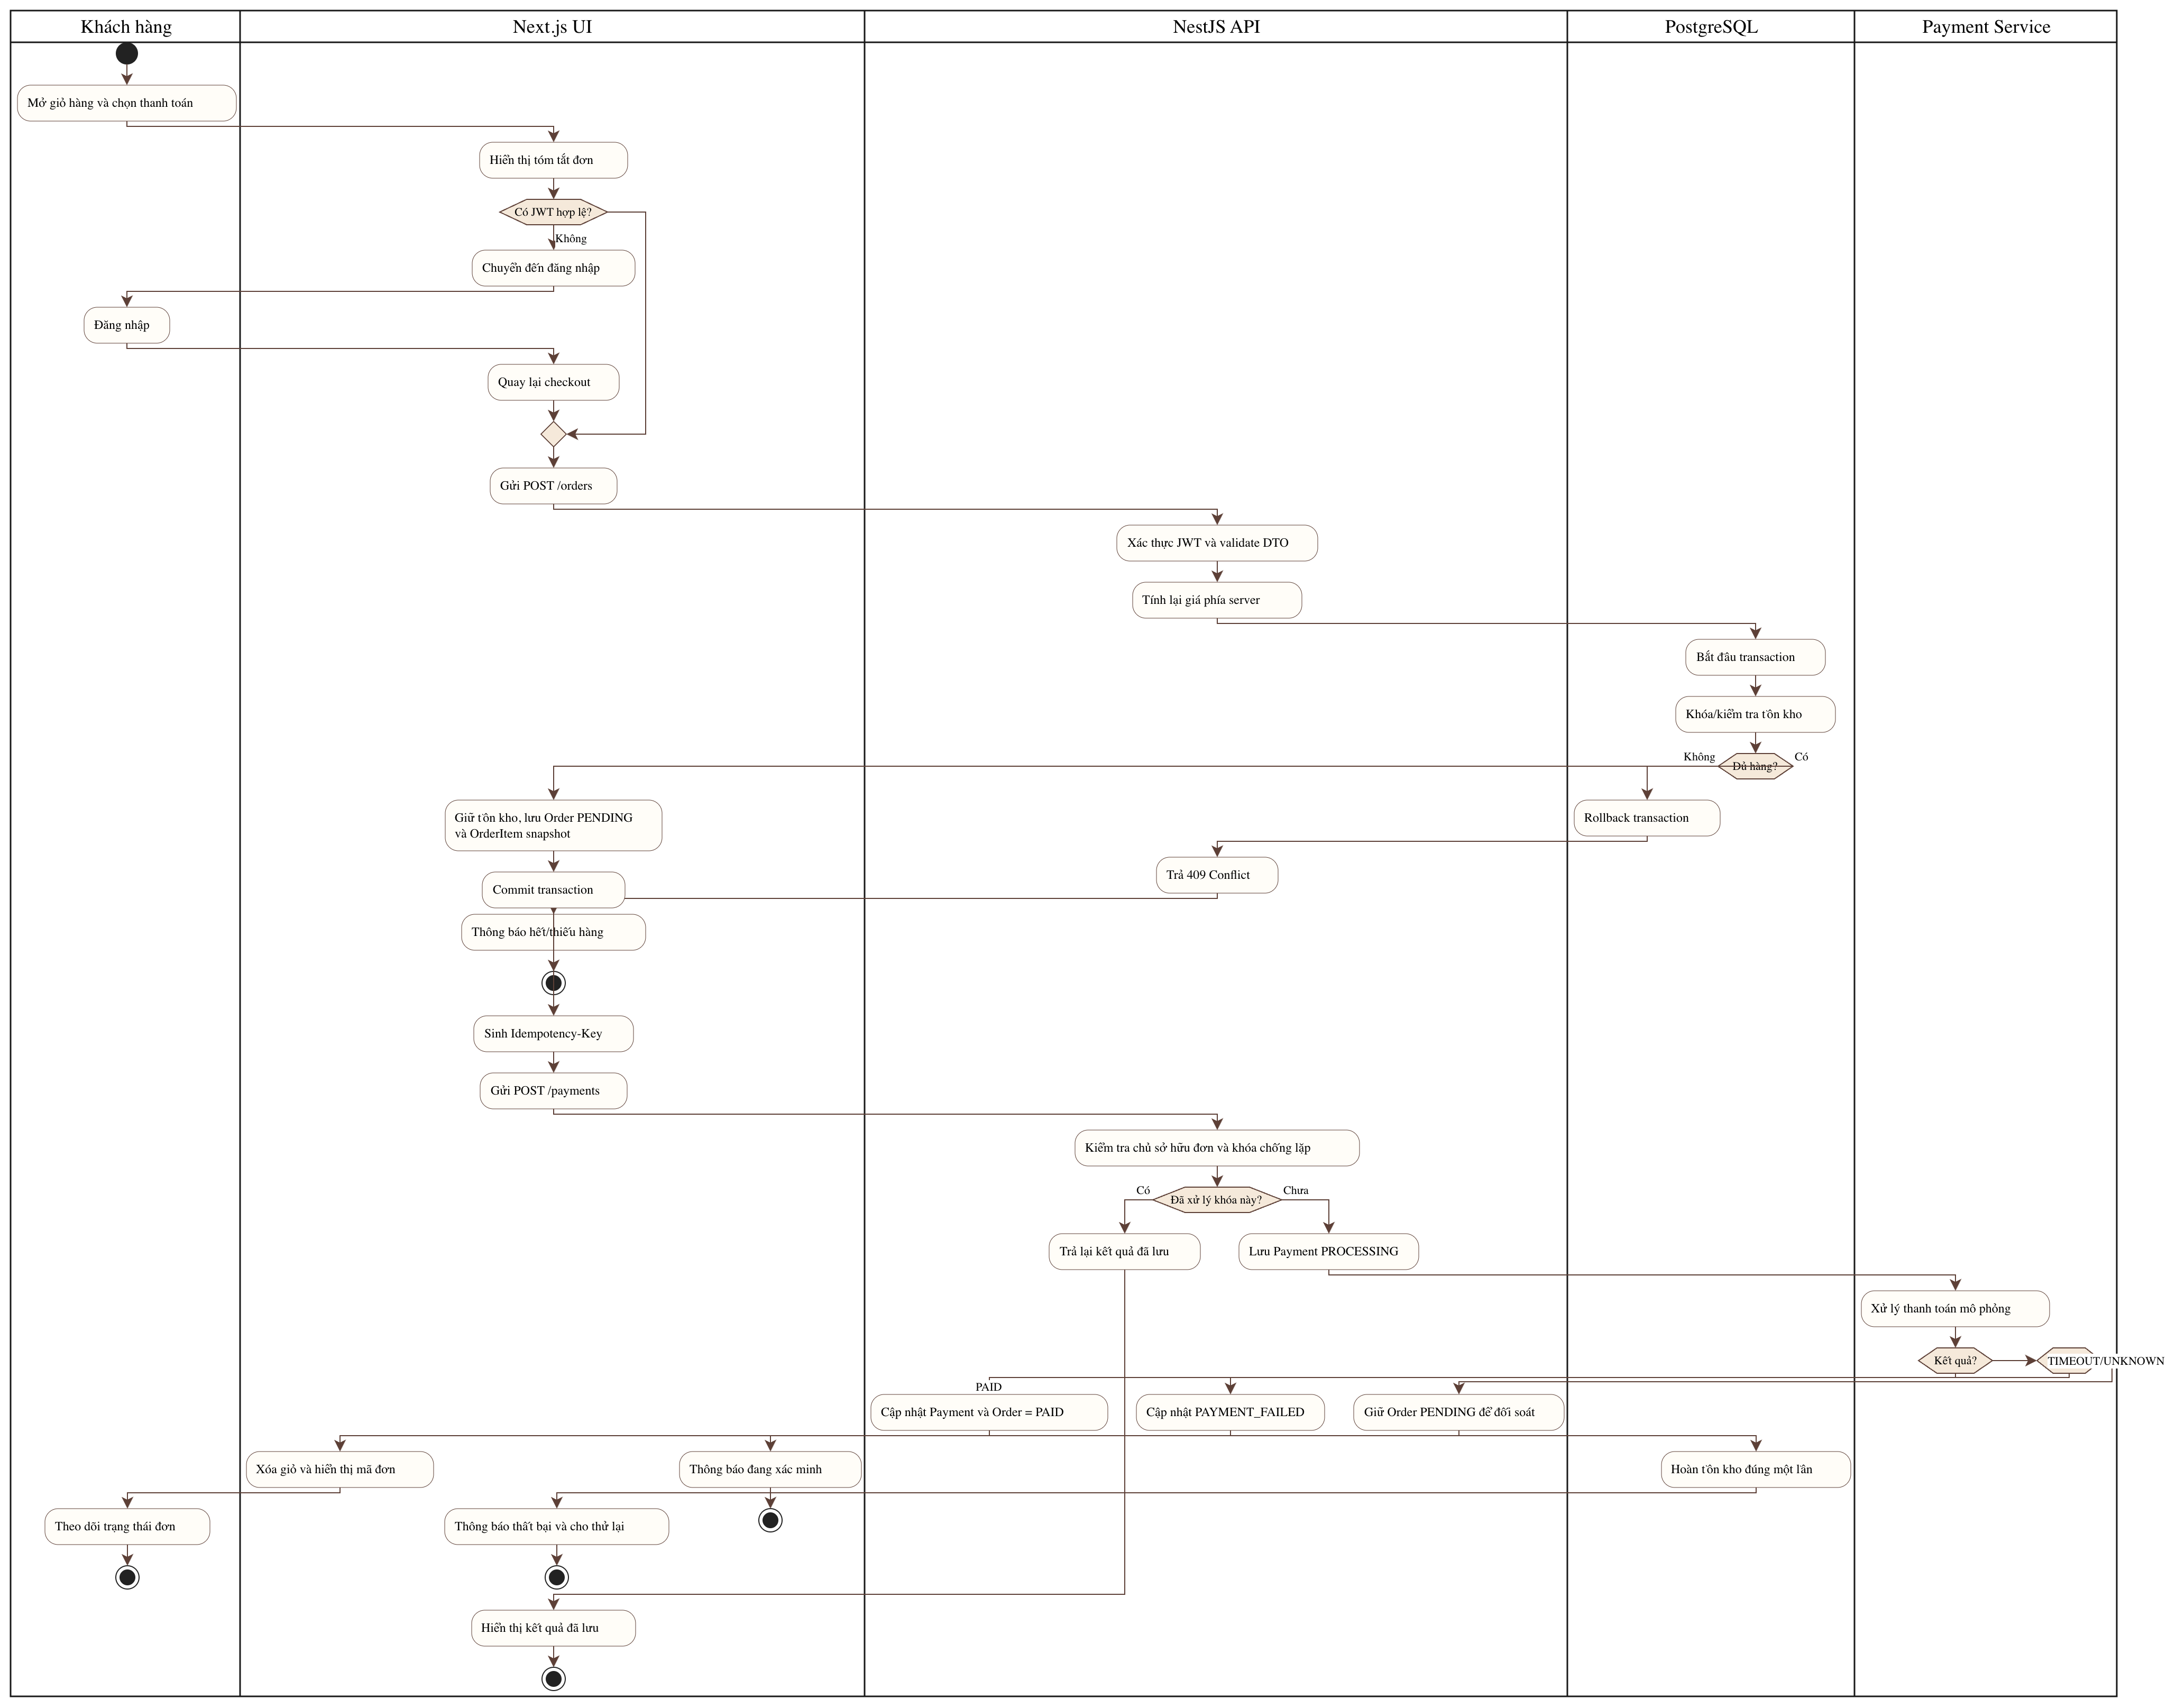 Khách hàng
Next.js UI
NestJS API
PostgreSQL
Payment Service
Mở giỏ hàng và chọn thanh toán
Hiển thị tóm tắt đơn
Có JWT hợp lệ?
Không
Chuyển đến đăng nhập
Đăng nhập
Quay lại checkout
Gửi POST /orders
Xác thực JWT và validate DTO
Tính lại giá phía server
Bắt đầu transaction
Khóa/kiểm tra tồn kho
Không
Đủ hàng?
Có
Giữ tồn kho, lưu Order PENDING
và OrderItem snapshot
Rollback transaction
Trả 409 Conflict
Commit transaction
Thông báo hết/thiếu hàng
Sinh Idempotency-Key
Gửi POST /payments
Kiểm tra chủ sở hữu đơn và khóa chống lặp
Có
Đã xử lý khóa này?
Chưa
Trả lại kết quả đã lưu
Lưu Payment PROCESSING
Xử lý thanh toán mô phỏng
Kết quả?
TIMEOUT/UNKNOWN
PAID
Cập nhật Payment và Order = PAID
Cập nhật PAYMENT_FAILED
Giữ Order PENDING để đối soát
Xóa giỏ và hiển thị mã đơn
Thông báo đang xác minh
Hoàn tồn kho đúng một lần
Theo dõi trạng thái đơn
Thông báo thất bại và cho thử lại
Hiển thị kết quả đã lưu